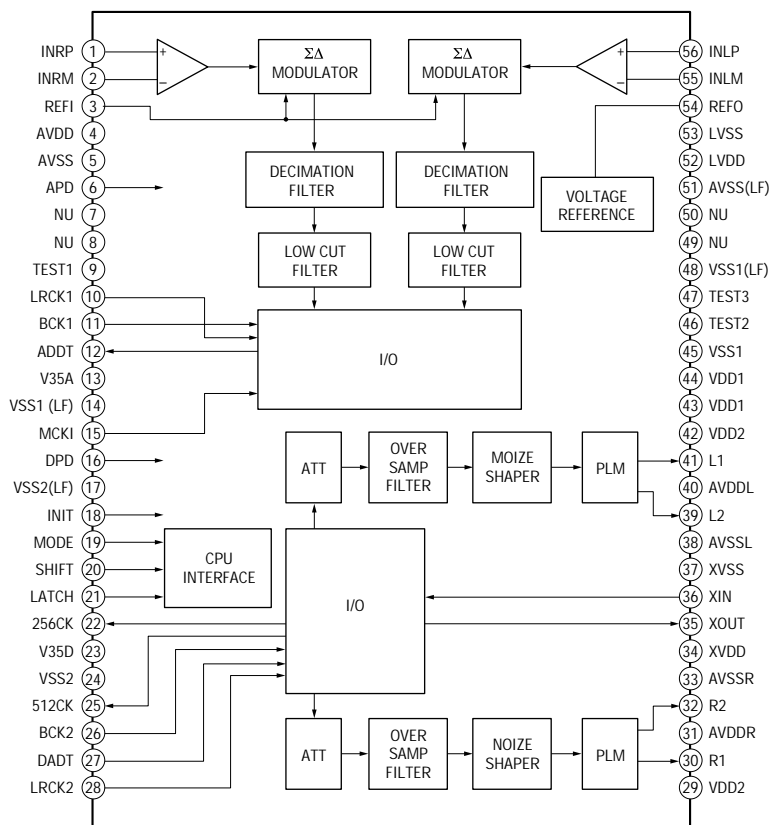 INRP 1
INRM 2
REFI 3
AVDD 4
AVSS 5
APD 6
NU 7
NU 8
TEST1 9
LRCK1 10
BCK1 11
ADDT 12
V35A 13
VSS1 (LF) 14
MCKI 15
DPD 16
VSS2(LF) 17
INIT 18
MODE 19
SHIFT 20
LATCH 21
256CK 22
V35D 23
VSS2 24
512CK 25
BCK2 26
DADT 27
LRCK2 28
+
−
ΣΔ
MODULATOR
ΣΔ
MODULATOR
+
−
DECIMATION
FILTER
DECIMATION
FILTER
VOLTAGE
REFERENCE
LOW CUT
FILTER
LOW CUT
FILTER
I/O
ATT
OVER
SAMP
FILTER
MOIZE
SHAPER
PLM
CPU
INTERFACE
I/O
ATT
OVER
SAMP
FILTER
NOIZE
SHAPER
PLM
56 INLP
55 INLM
54 REFO
53 LVSS
52 LVDD
51 AVSS(LF)
50 NU
49 NU
48 VSS1(LF)
47 TEST3
46 TEST2
45 VSS1
44 VDD1
43 VDD1
42 VDD2
41 L1
40 AVDDL
39 L2
38 AVSSL
37 XVSS
36 XIN
35 XOUT
34 XVDD
33 AVSSR
32 R2
31 AVDDR
30 R1
29 VDD2